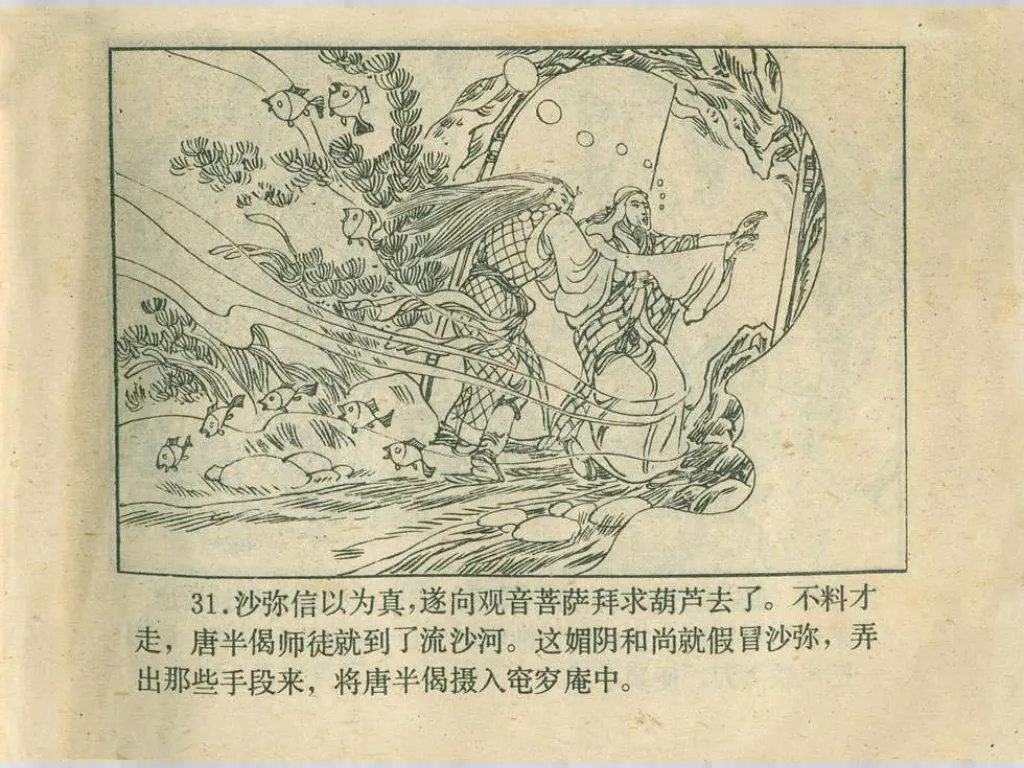 31.沙弥信以为真，遂向观音菩萨拜求葫芦去了。不料才
走，唐半偈师徒就到了流沙河。这媚阴和尚就假冒沙弥，弄
出那些手段来，将唐半偈摄入窀穸庵中。